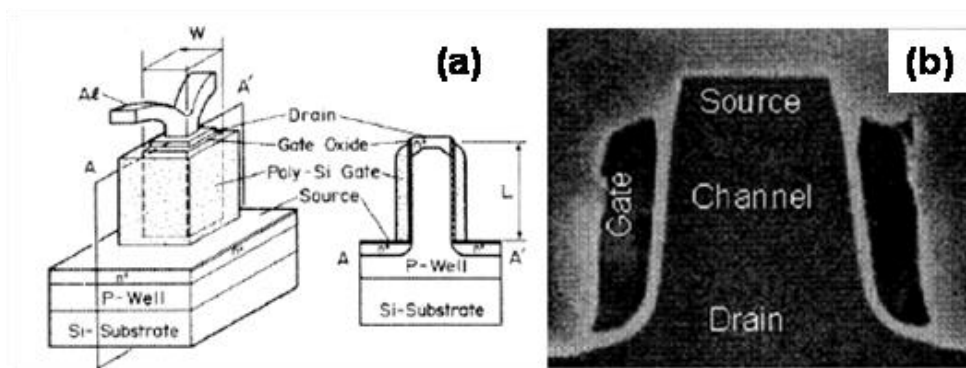 (a)
W
Al
A'
A
Drain
Gate Oxide
Poly-Si Gate
Source
L
n+
P-Well
Si-Substrate
n+
n+
A
A'
P-Well
Si-Substrate
(b)
Source
Gate
Channel
Drain